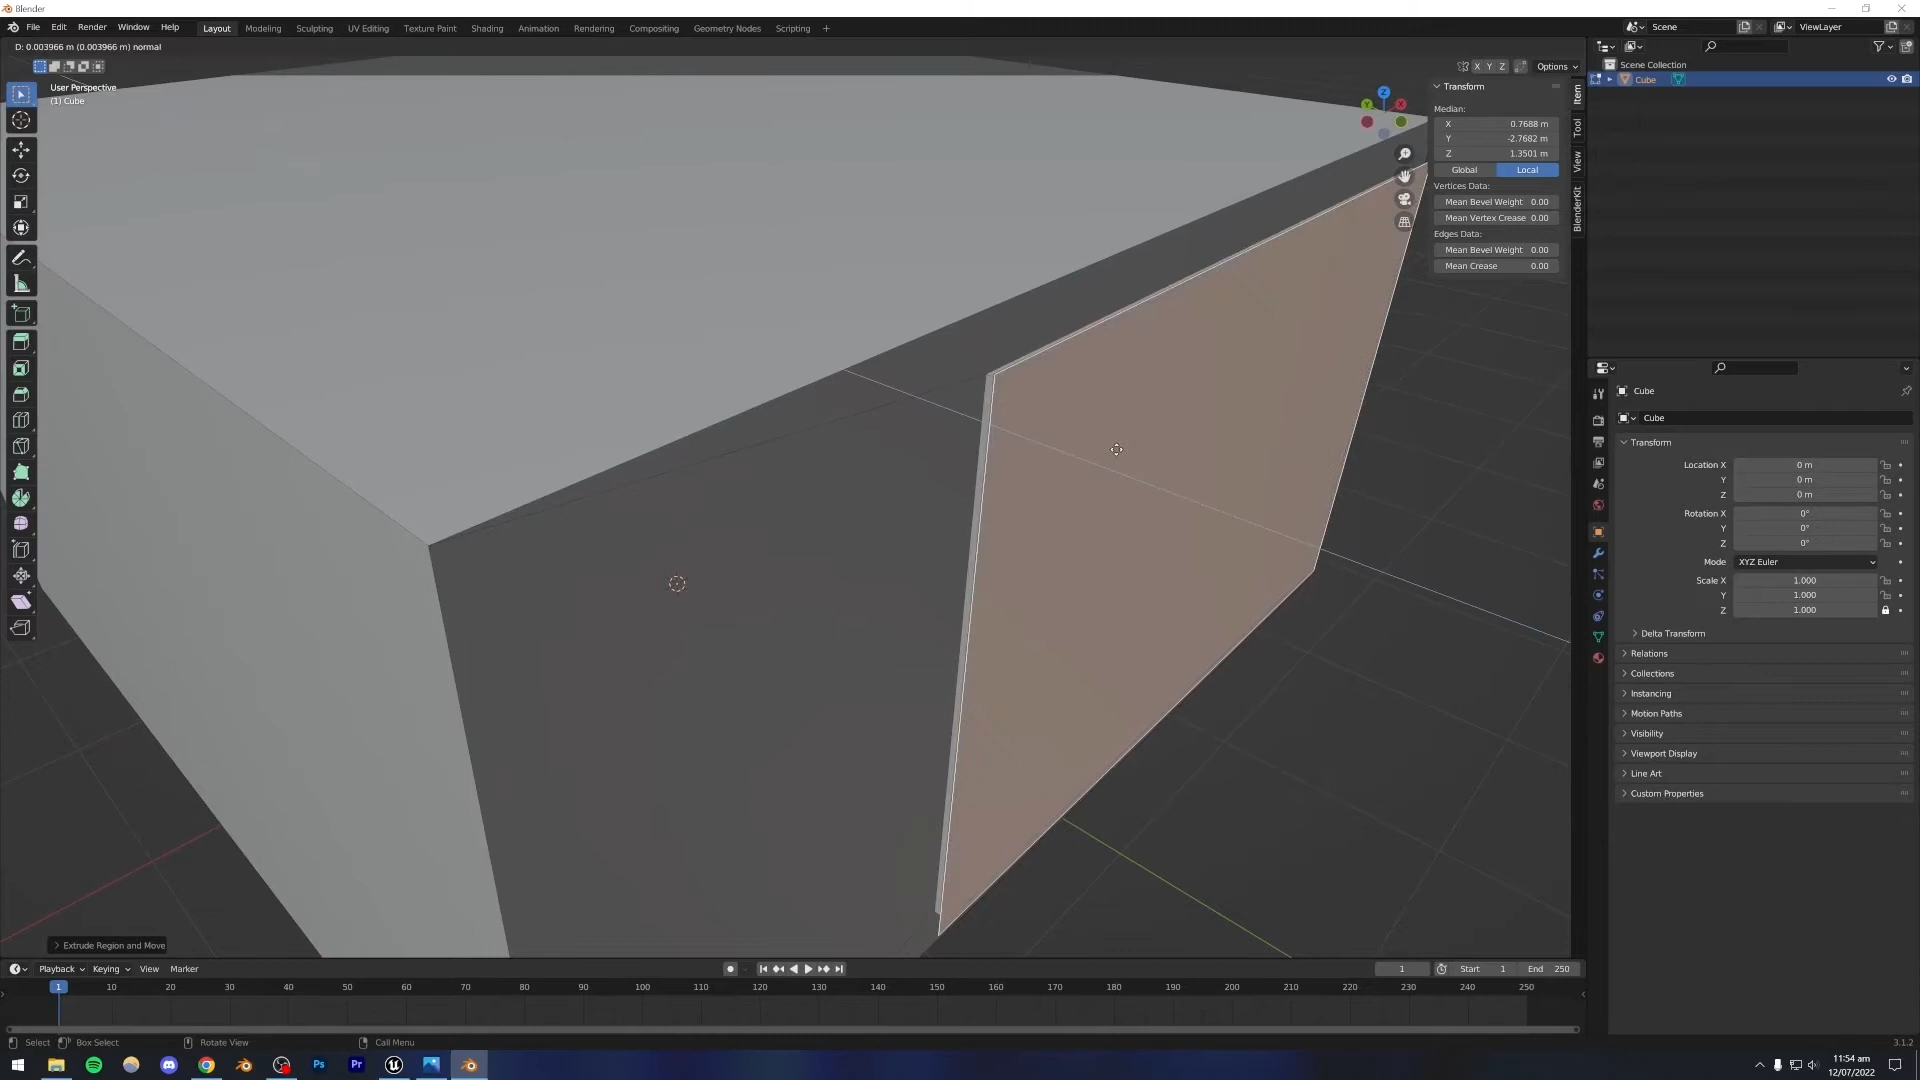 Blender
File Edit Render Window Help Layout Modeling Sculpting UV Editing Texture Paint Shading Animation Rendering Compositing Geometry Nodes Scripting + Scene ViewLayer
D: 0.003966 m (0.003966 m) normal
X Y Z Options
User Perspective
(1) Cube
Z
Y
X
Transform
Median:
X 0.7688 m
Y -2.7682 m
Z 1.3501 m
Global Local
Vertices Data:
Mean Bevel Weight 0.00
Mean Vertex Crease 0.00
Edges Data:
Mean Bevel Weight 0.00
Mean Crease 0.00
Item
Tool
View
BlenderKit
Scene Collection
Cube
Cube
Cube
Transform
Location X 0 m
Y 0 m
Z 0 m
Rotation X 0°
Y 0°
Z 0°
Mode XYZ Euler
Scale X 1.000
Y 1.000
Z 1.000
Delta Transform
Relations
Collections
Instancing
Motion Paths
Visibility
Viewport Display
Line Art
Custom Properties
Extrude Region and Move
Playback Keying View Marker 1 Start 1 End 250
1 10 20 30 40 50 60 70 80 90 100 110 120 130 140 150 160 170 180 190 200 210 220 230 240 250
Select Box Select Rotate View Call Menu 3.1.2
Ps Pr
11:54 am
12/07/2022